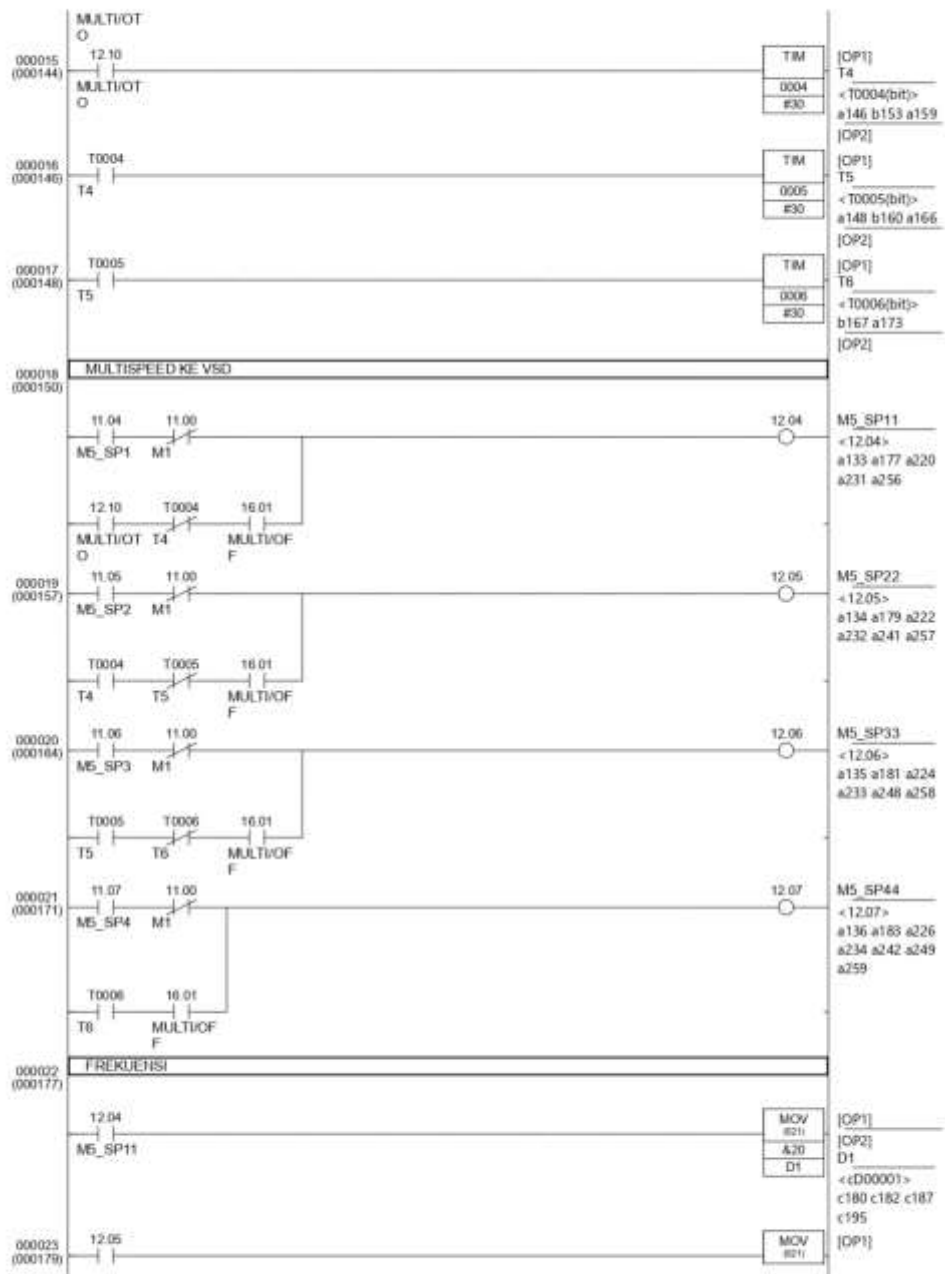 MULTI/OT
O
000015
(000144)
12.10
MULTI/OT
O
TIM
0004
#30
[OP1]
T4
<T0004(bit)>
a146 b153 a159
[OP2]
000016
(000146)
T0004
T4
TIM
0005
#30
[OP1]
T5
<T0005(bit)>
a148 b160 a166
[OP2]
000017
(000148)
T0005
T5
TIM
0006
#30
[OP1]
T6
<T0006(bit)>
b167 a173
[OP2]
000018
(000150)
MULTISPEED KE VSD
11.04 11.00 12.04
M5_SP1 M1
M5_SP11
<12.04>
a133 a177 a220
a231 a256
12.10 T0004 16.01
MULTI/OT T4 MULTI/OF
O F
000019
(000157)
11.05 11.00 12.05
M5_SP2 M1
M5_SP22
<12.05>
a134 a179 a222
a232 a241 a257
T0004 T0005 16.01
T4 T5 MULTI/OF
F
000020
(000164)
11.06 11.00 12.06
M5_SP3 M1
M5_SP33
<12.06>
a135 a181 a224
a233 a248 a258
T0005 T0006 16.01
T5 T6 MULTI/OF
F
000021
(000171)
11.07 11.00 12.07
M5_SP4 M1
M5_SP44
<12.07>
a136 a183 a226
a234 a242 a249
a259
T0006 16.01
T6 MULTI/OF
F
000022
(000177)
FREKUENSI
12.04
M5_SP11
MOV
(021)
&20
D1
[OP1]
[OP2]
D1
<cD00001>
c180 c182 c187
c195
000023
(000179)
12.05
MOV
(021)
[OP1]